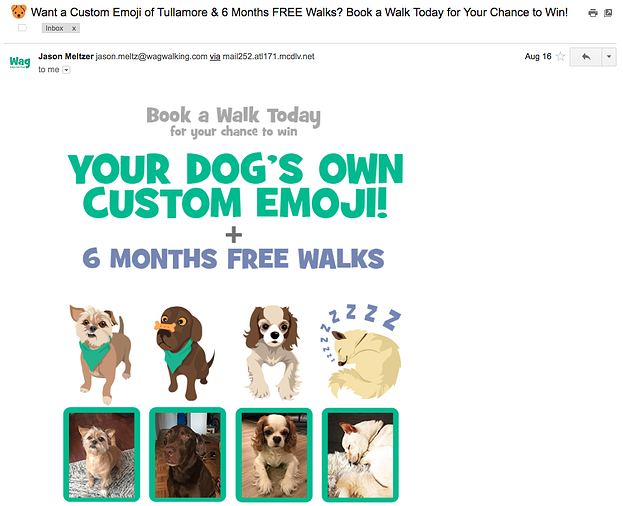 Want a Custom Emoji of Tullamore & 6 Months FREE Walks? Book a Walk Today for Your Chance to Win!
Inbox x
Wag
Jason Meltzer jason.meltz@wagwalking.com via mail252.atl171.mcdlv.net
Aug 16
to me
Book a Walk Today
for your chance to win
YOUR DOG'S OWN
CUSTOM EMOJI!
+
6 MONTHS FREE WALKS
Z Z Z Z Z Z Z Z Z